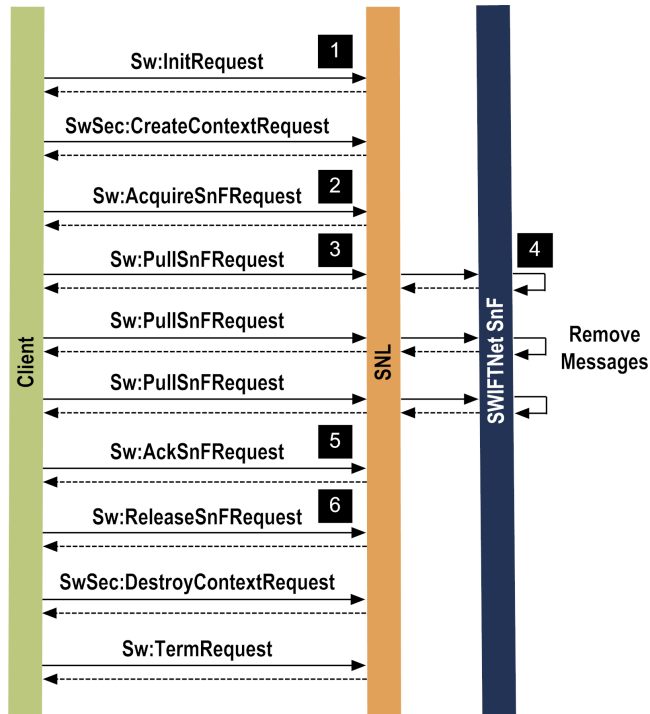 1
Sw:InitRequest
SwSec:CreateContextRequest
2
Sw:AcquireSnFRequest
3
4
Sw:PullSnFRequest
Sw:PullSnFRequest
Remove
Messages
Client
SNL
SWIFTNet SnF
Sw:PullSnFRequest
5
Sw:AckSnFRequest
6
Sw:ReleaseSnFRequest
SwSec:DestroyContextRequest
Sw:TermRequest